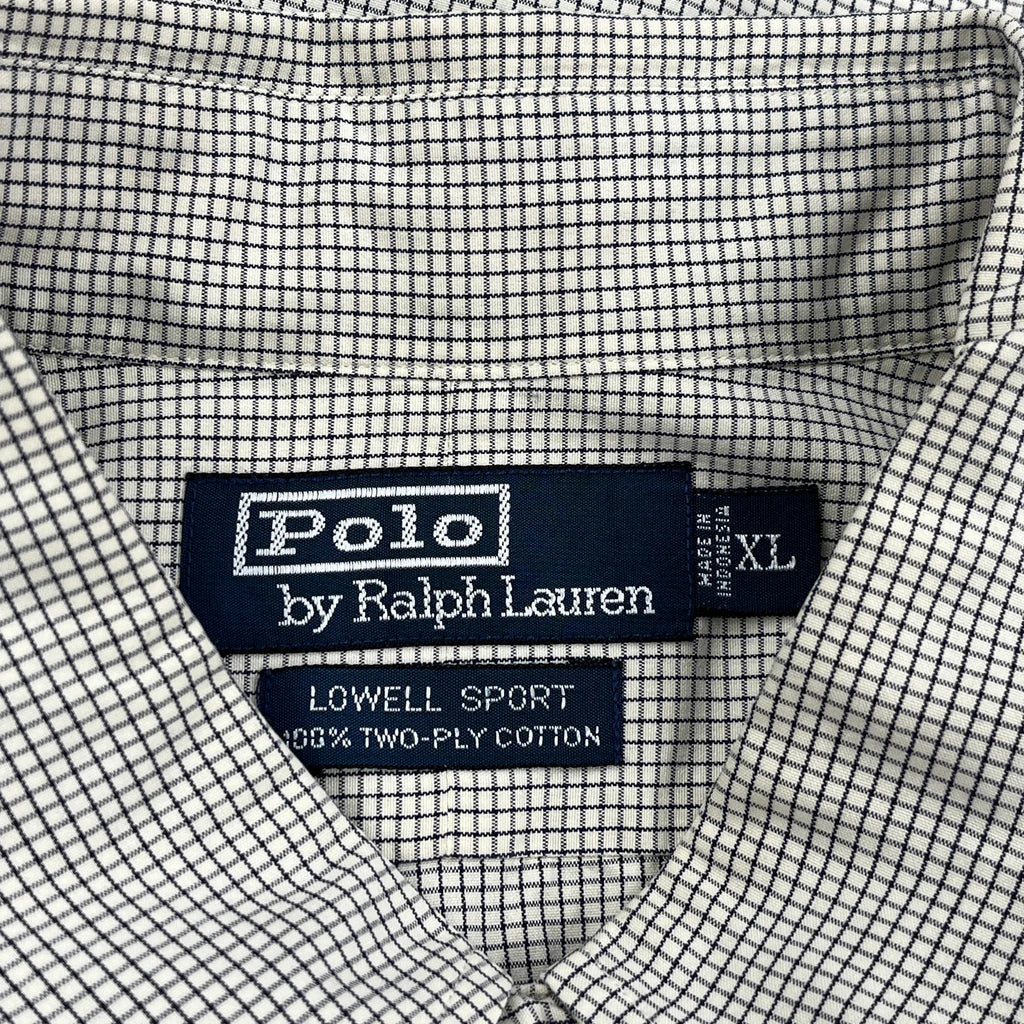 Polo
by Ralph Lauren
MADE IN
INDONESIA
XL
LOWELL SPORT
100% TWO-PLY COTTON